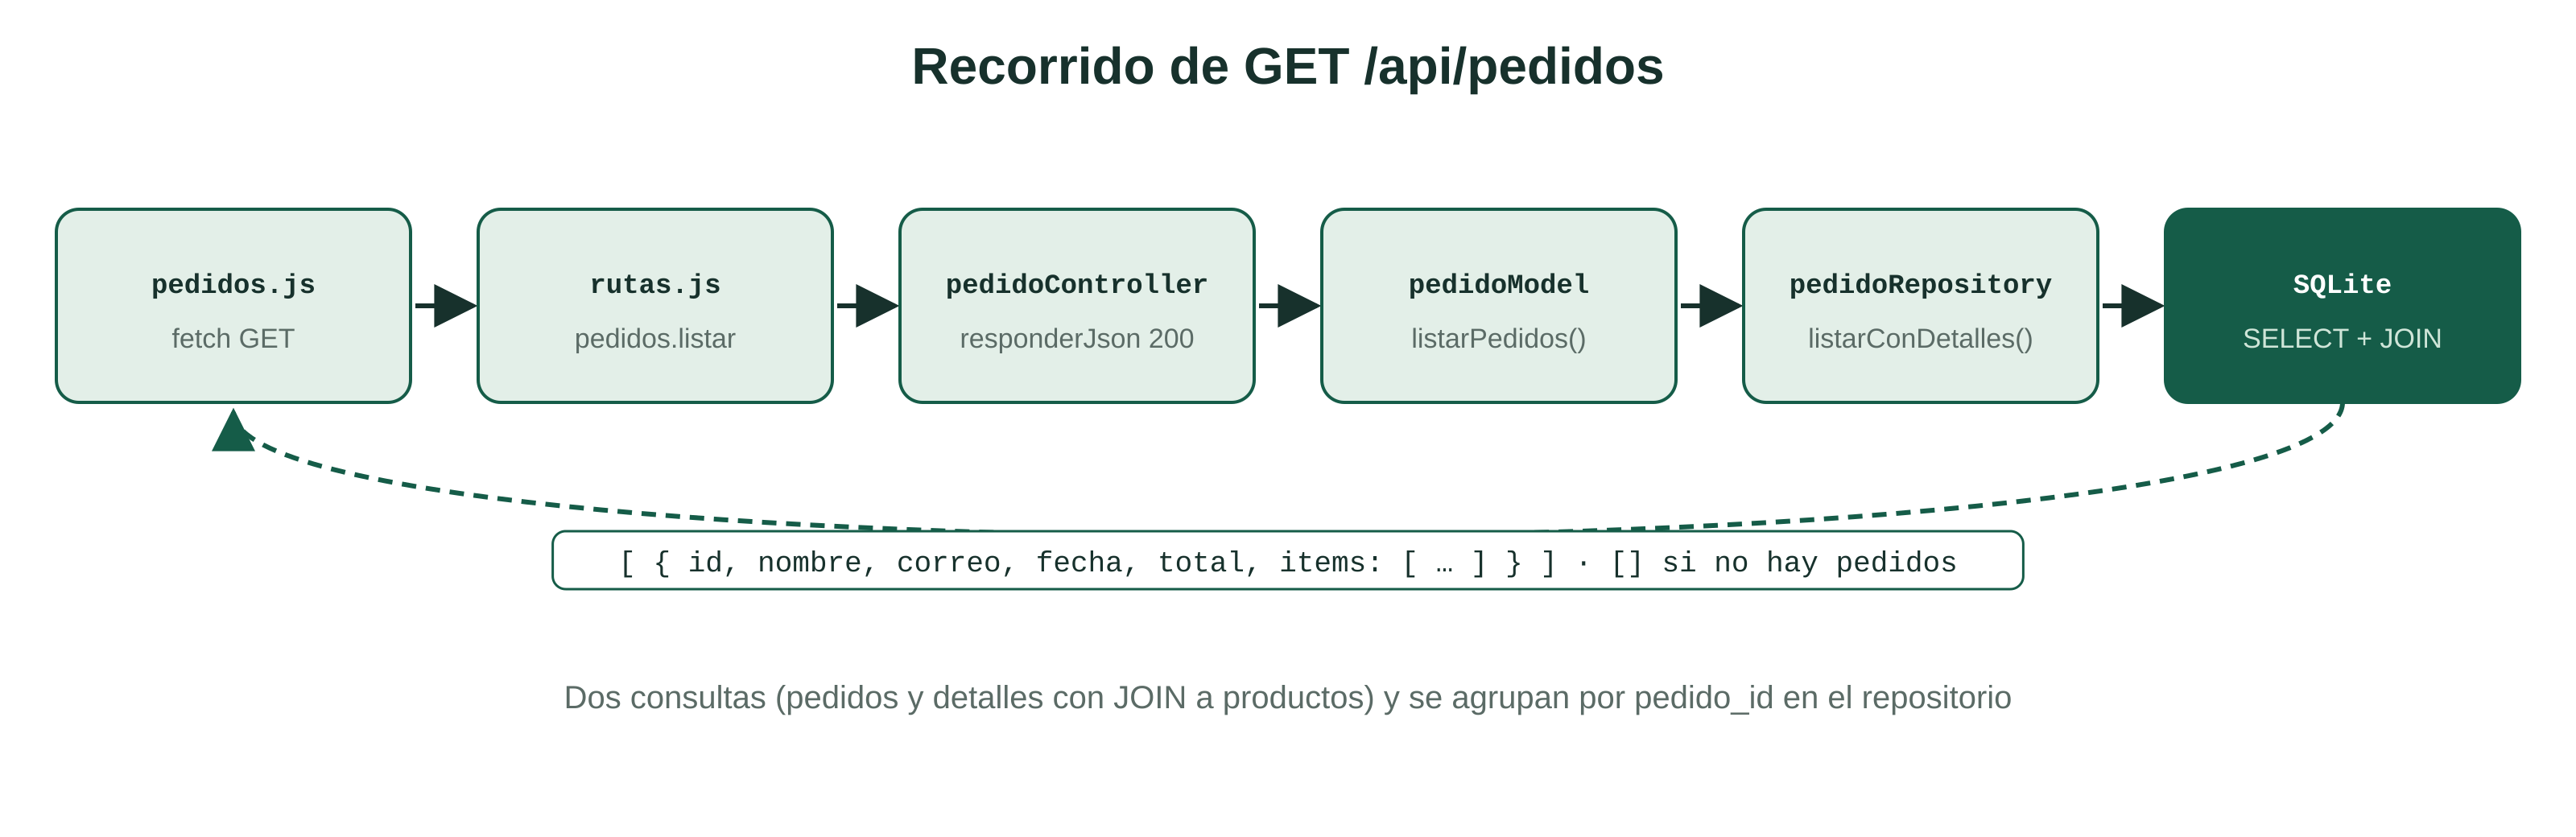 Recorrido de GET /api/pedidos
pedidos.js
fetch GET
rutas.js
pedidos.listar
pedidoController
responderJson 200
pedidoModel
listarPedidos()
pedidoRepository
listarConDetalles()
SQLite
SELECT + JOIN
[ { id, nombre, correo, fecha, total, items: [ … ] } ] · [] si no hay pedidos
Dos consultas (pedidos y detalles con JOIN a productos) y se agrupan por pedido_id en el repositorio